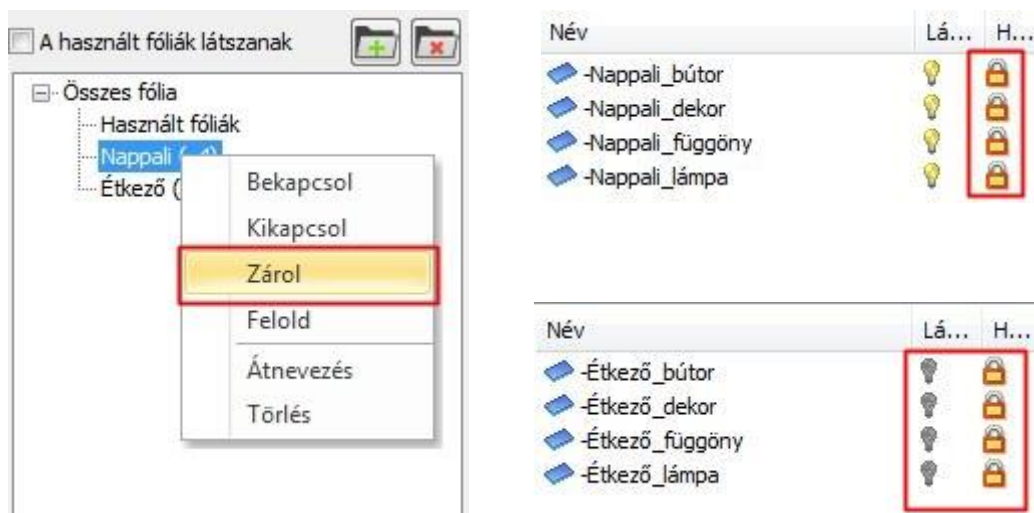 A használt fóliák látszanak
Összes fólia
Használt fóliák
Nappali (
Étkező (
Bekapcsol
Kikapcsol
Zárol
Felold
Átnevezés
Törlés
Név Lá... H...
-Nappali_bútor
-Nappali_dekor
-Nappali_függöny
-Nappali_lámpa
Név Lá... H...
-Étkező_bútor
-Étkező_dekor
-Étkező_függöny
-Étkező_lámpa